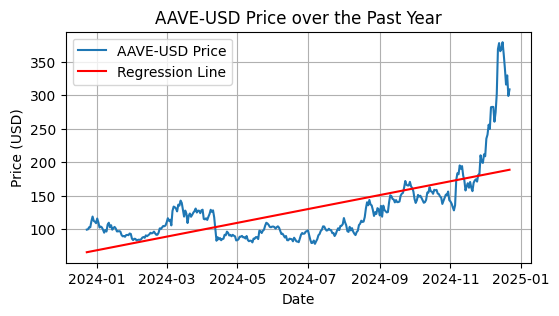 AAVE-USD Price over the Past Year
AAVE-USD Price
Regression Line
Price (USD)
350
300
250
200
150
100
2024-01 2024-03 2024-05 2024-07 2024-09 2024-11 2025-01
Date